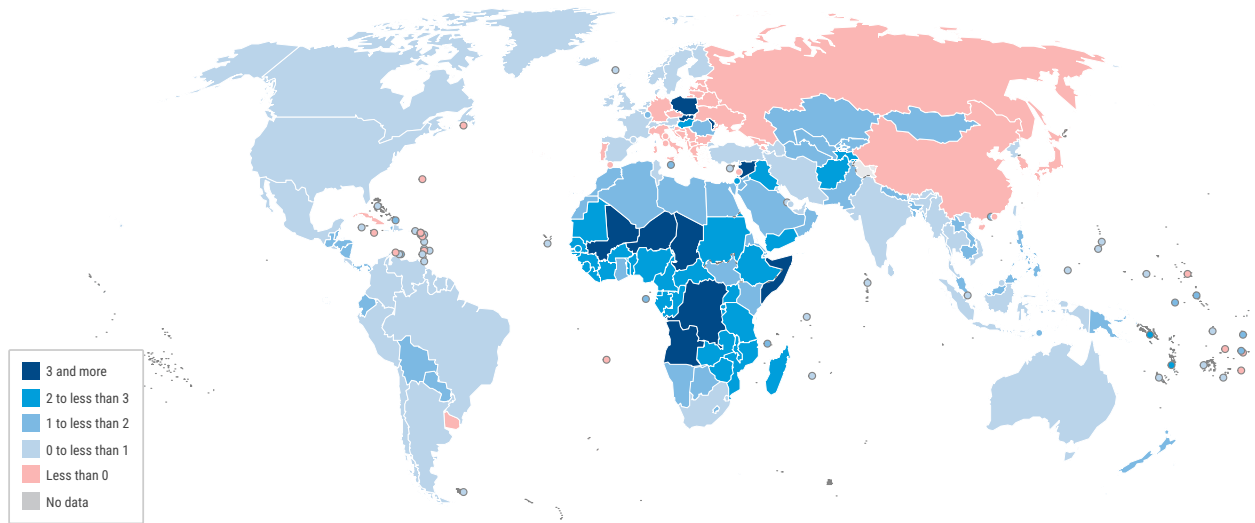 3 and more
2 to less than 3
1 to less than 2
0 to less than 1
Less than 0
No data